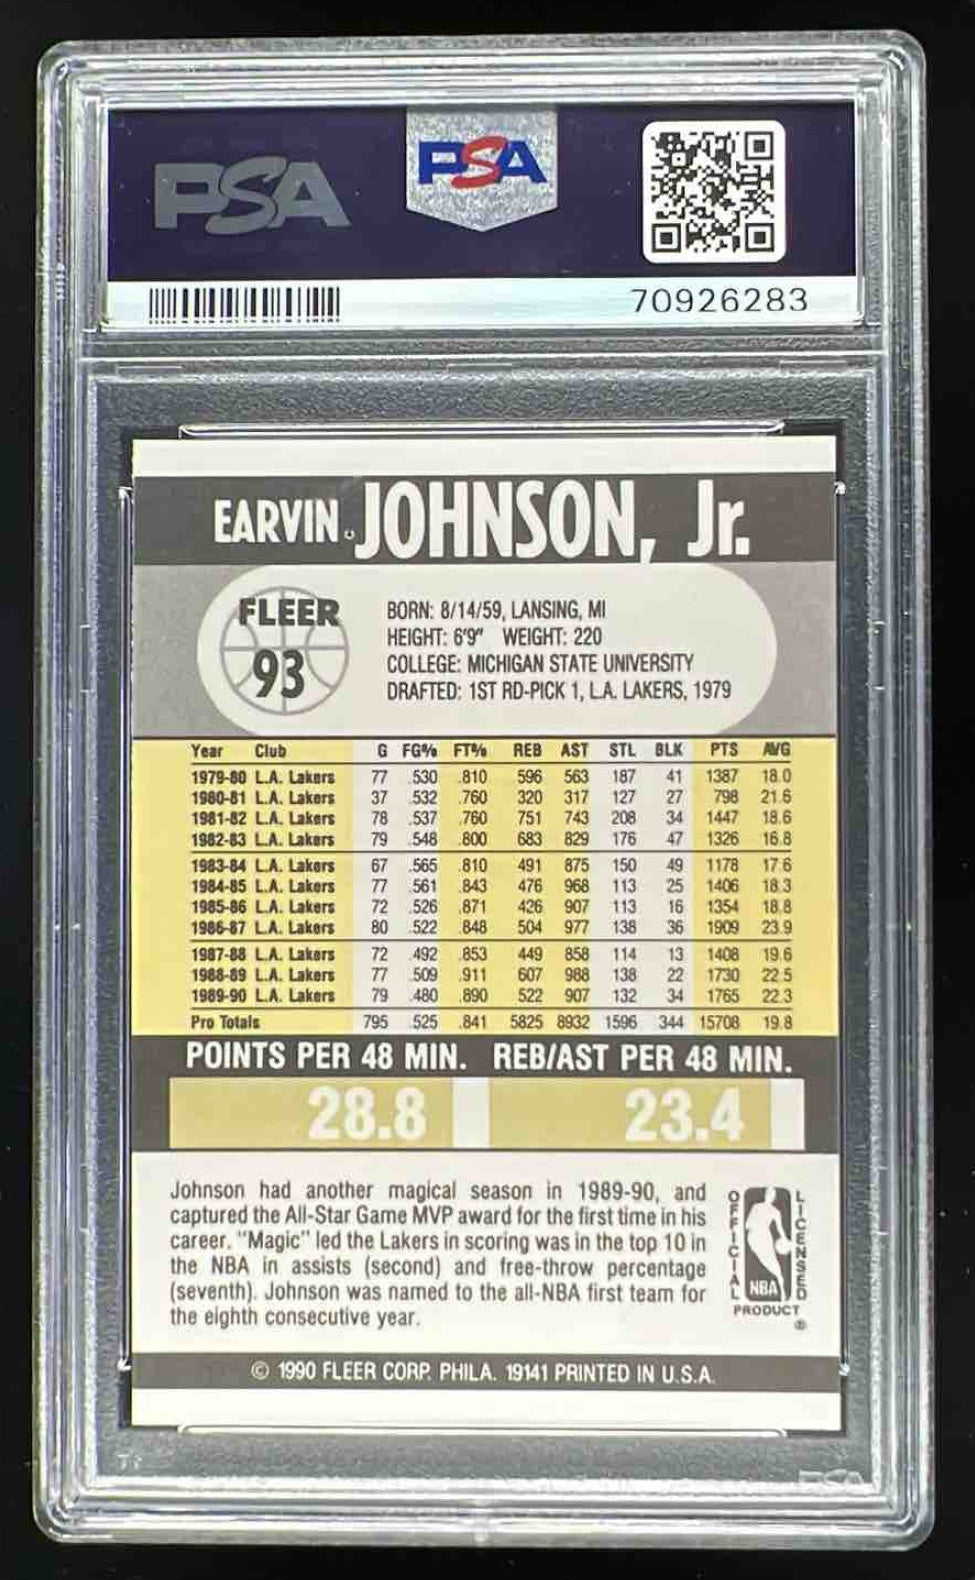 PSA
PSA
70926283
EARVIN JOHNSON, Jr.
FLEER
93
BORN: 8/14/59, LANSING, MI
HEIGHT: 6'9" WEIGHT: 220
COLLEGE: MICHIGAN STATE UNIVERSITY
DRAFTED: 1ST RD-PICK 1, L.A. LAKERS, 1979
Year Club G FG% FT% REB AST STL BLK PTS AVG
1979-80 L.A. Lakers 77 .530 .810 596 563 187 41 1387 18.0
1980-81 L.A. Lakers 37 .532 .760 320 317 127 27 798 21.6
1981-82 L.A. Lakers 78 .537 .760 751 743 208 34 1447 18.6
1982-83 L.A. Lakers 79 .548 .800 683 829 176 47 1326 16.8
1983-84 L.A. Lakers 67 .565 .810 491 875 150 49 1178 17.6
1984-85 L.A. Lakers 77 .561 .843 476 968 113 25 1406 18.3
1985-86 L.A. Lakers 72 .526 .871 426 907 113 16 1354 18.8
1986-87 L.A. Lakers 80 .522 .848 504 977 138 36 1909 23.9
1987-88 L.A. Lakers 72 .492 .853 449 858 114 13 1408 19.6
1988-89 L.A. Lakers 77 .509 .911 607 988 138 22 1730 22.5
1989-90 L.A. Lakers 79 .480 .890 522 907 132 34 1765 22.3
Pro Totals 795 .525 .841 5825 8932 1596 344 15708 19.8
POINTS PER 48 MIN. REB/AST PER 48 MIN.
28.8 23.4
Johnson had another magical season in 1989-90, and
captured the All-Star Game MVP award for the first time in his
career. "Magic" led the Lakers in scoring was in the top 10 in
the NBA in assists (second) and free-throw percentage
(seventh). Johnson was named to the all-NBA first team for
the eighth consecutive year.
OFFICIAL
LICENSED
NBA
PRODUCT
®
© 1990 FLEER CORP. PHILA. 19141 PRINTED IN U.S.A.
PSA